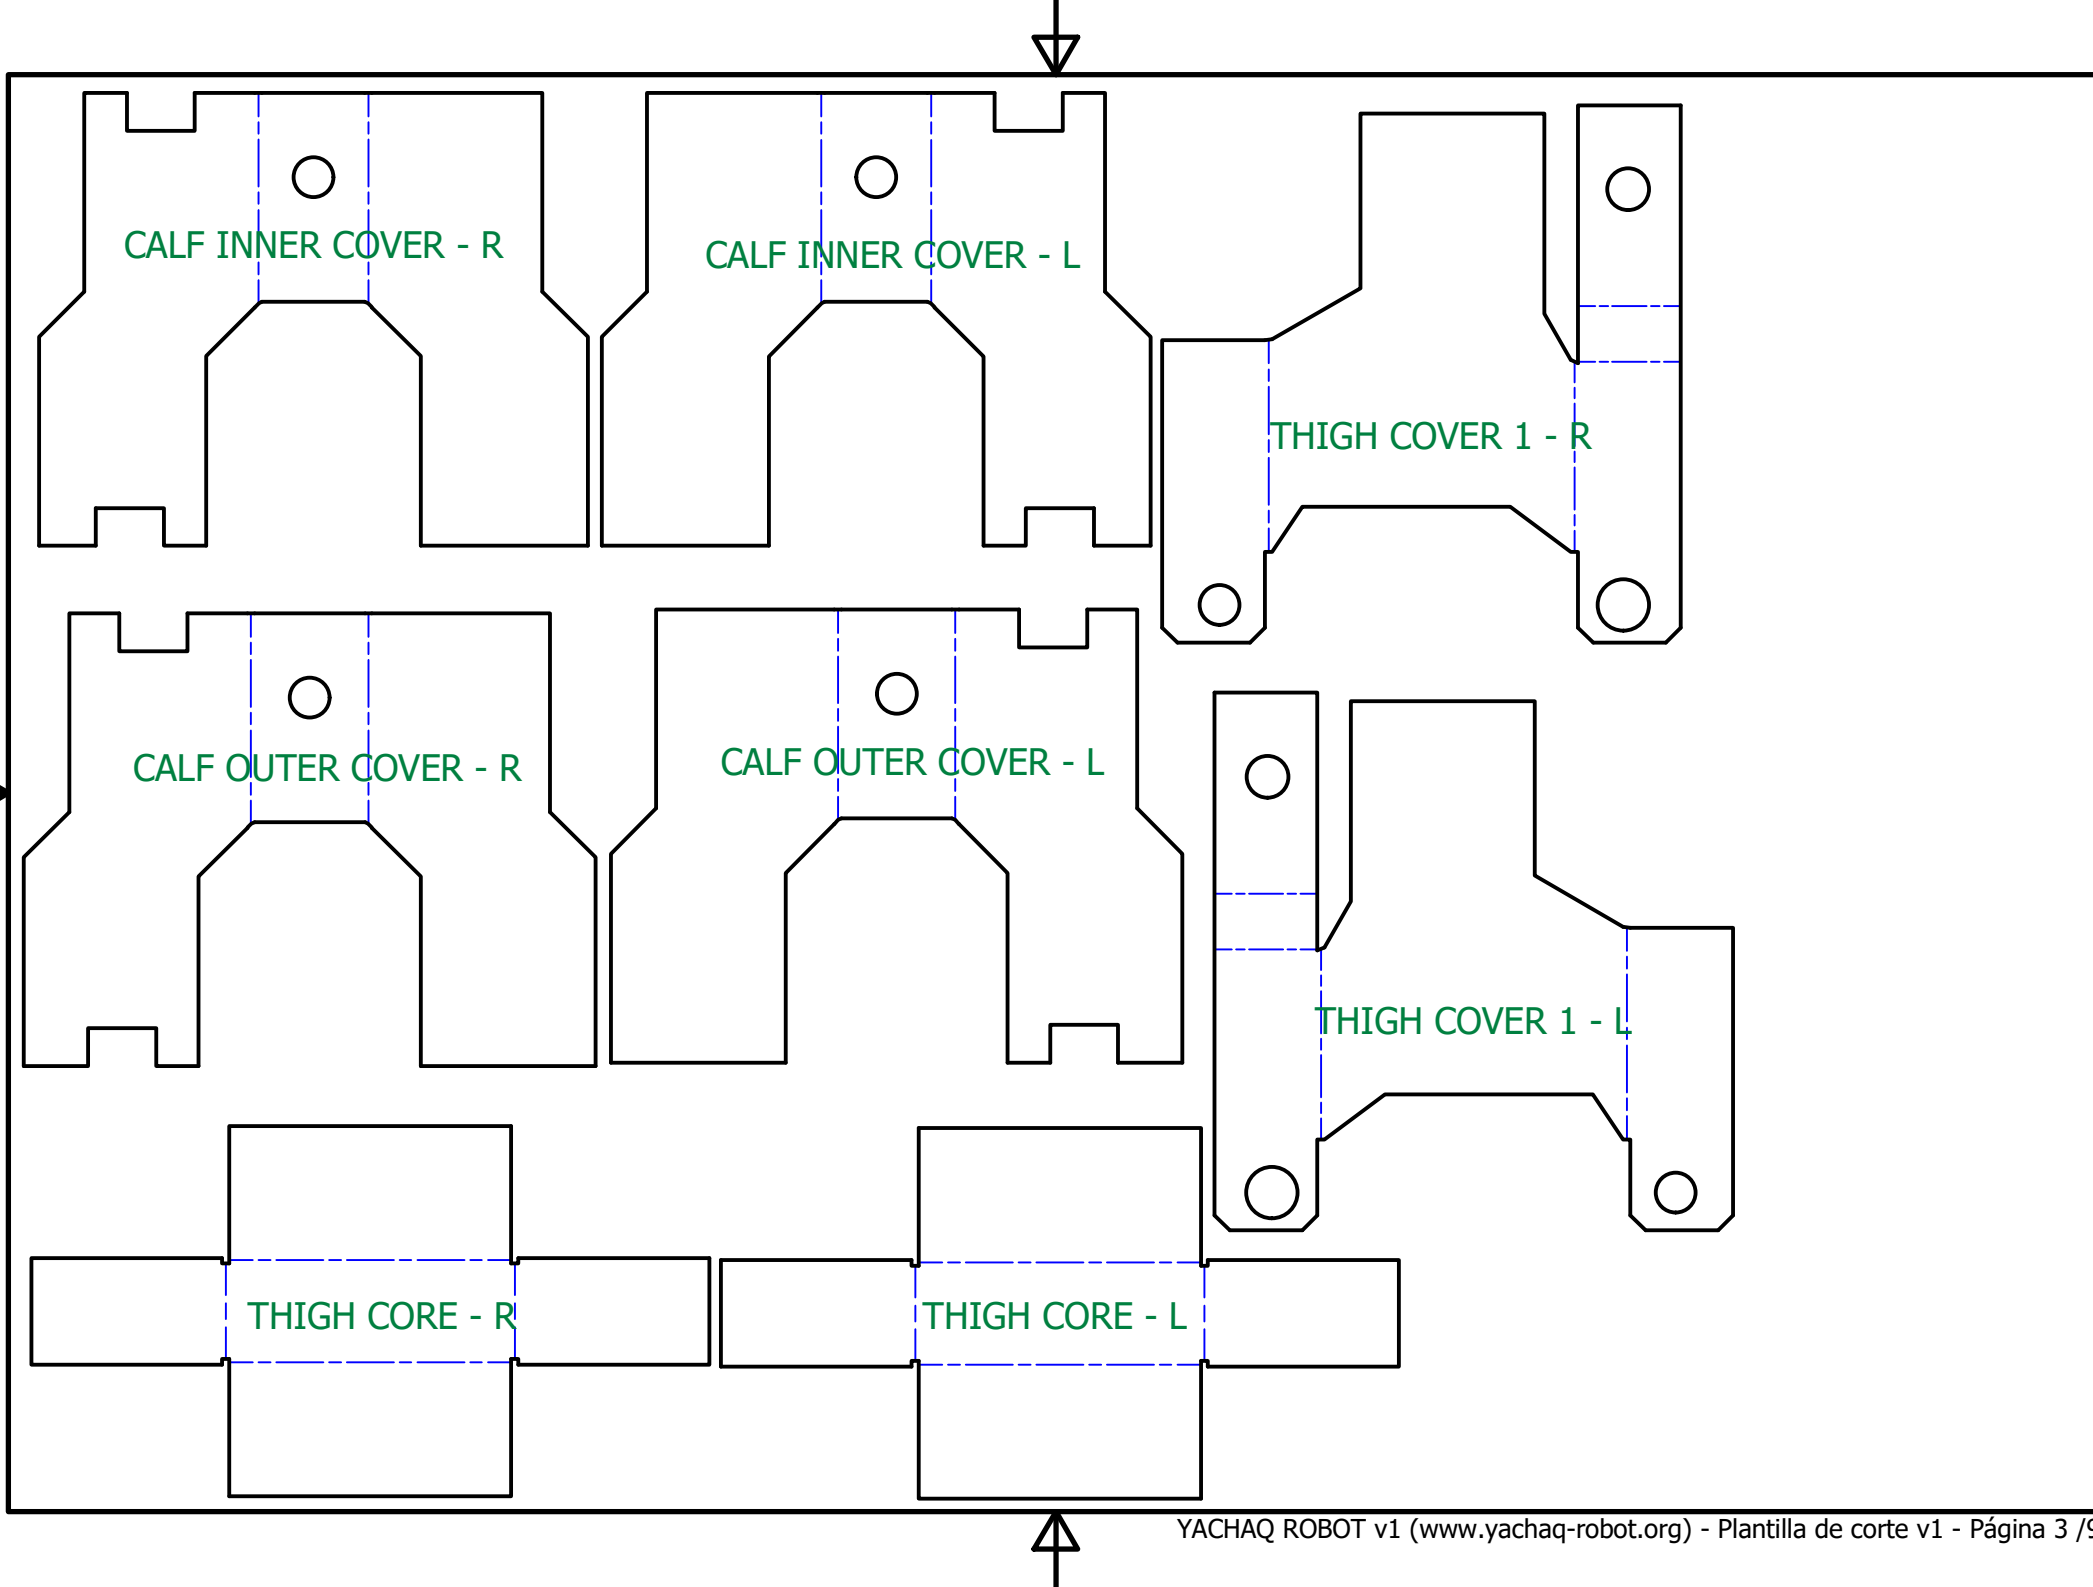 CALF INNER COVER - R
CALF INNER COVER - L
THIGH COVER 1 - R
CALF OUTER COVER - R
CALF OUTER COVER - L
THIGH COVER 1 - L
THIGH CORE - R
THIGH CORE - L
YACHAQ ROBOT v1 (www.yachaq-robot.org) - Plantilla de corte v1 - Página 3 /9